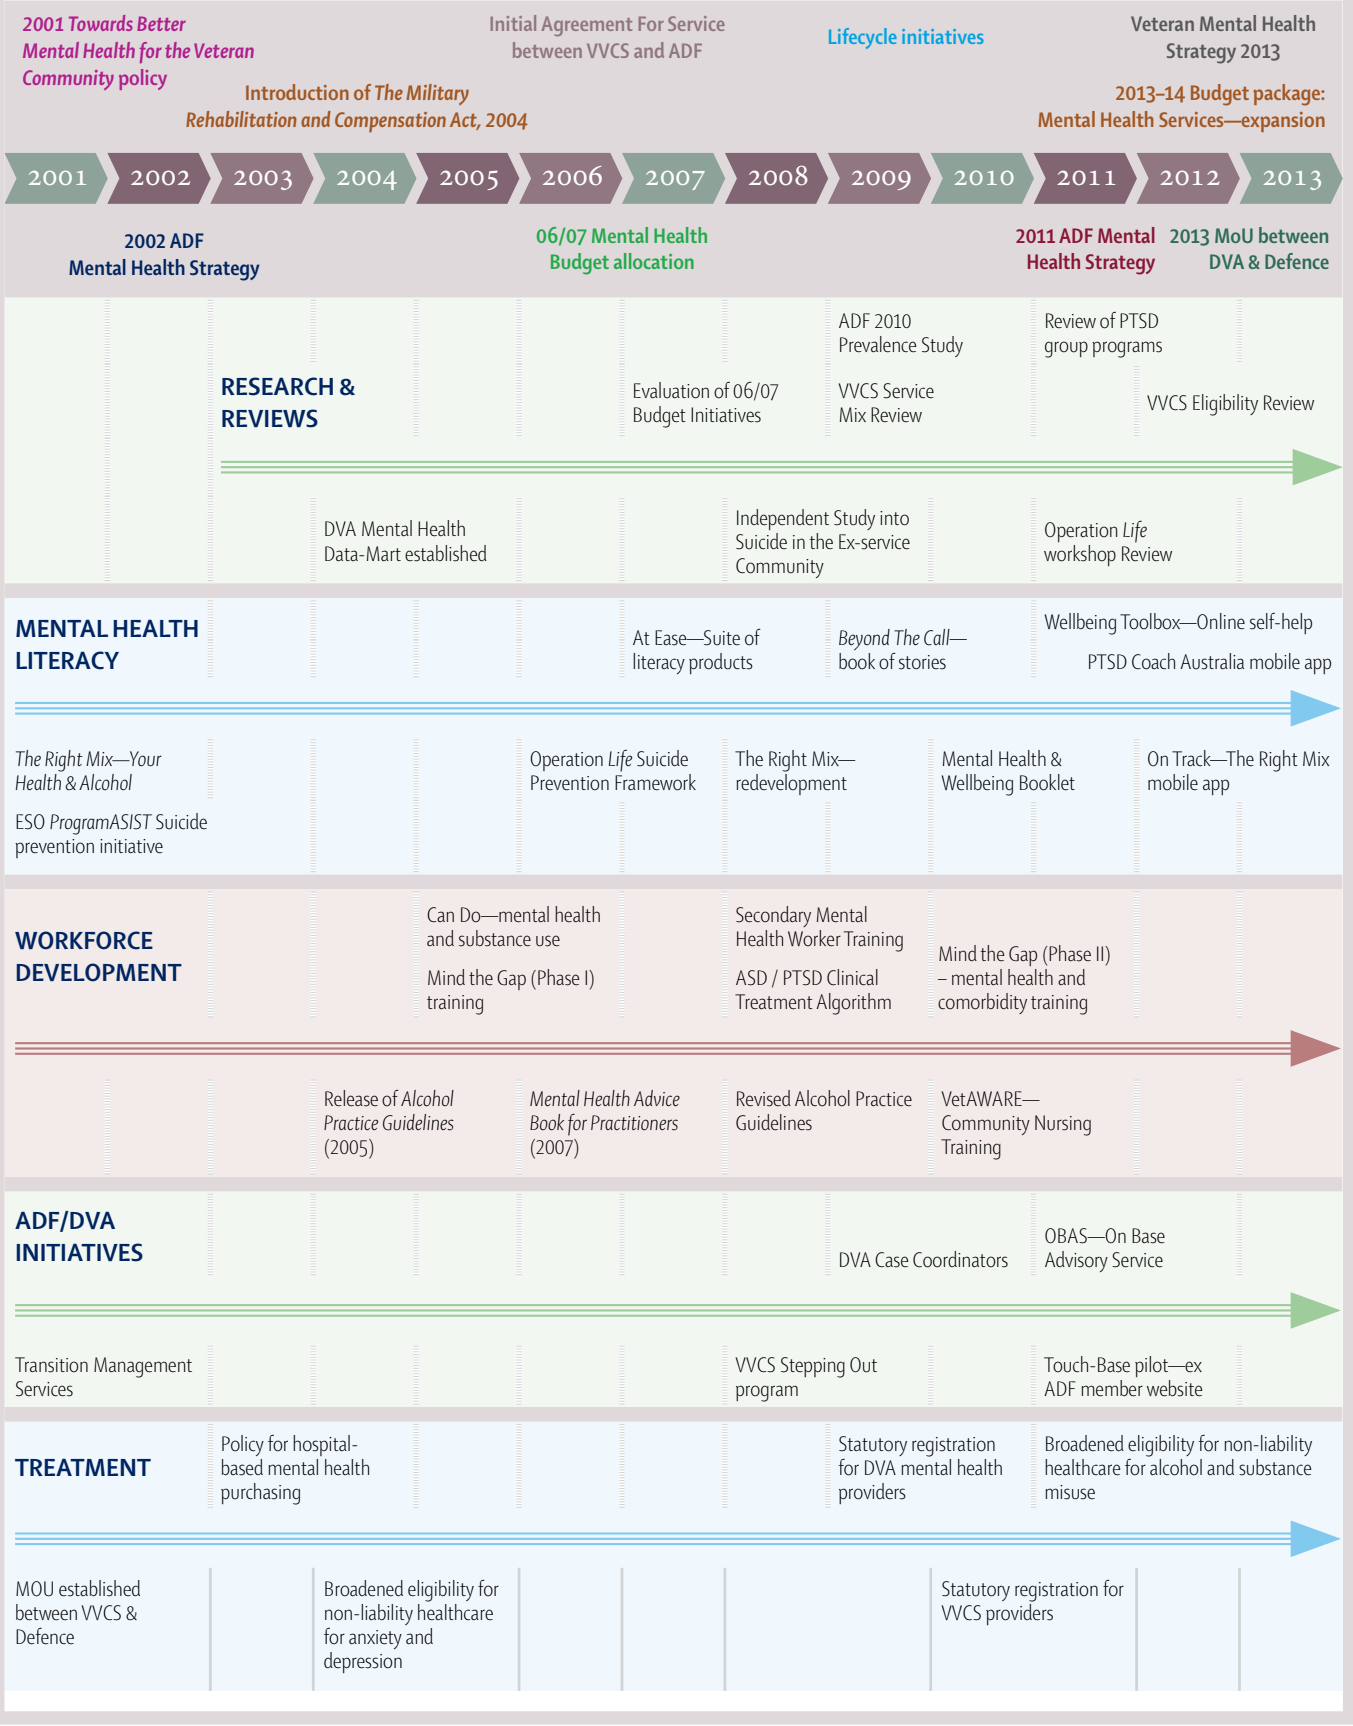 2001 Towards Better
Mental Health for the Veteran
Community policy
Initial Agreement For Service
between VVCS and ADF
Lifecycle initiatives
Veteran Mental Health
Strategy 2013
Introduction of The Military
Rehabilitation and Compensation Act, 2004
2013–14 Budget package:
Mental Health Services—expansion
2001 2002 2003 2004 2005 2006 2007 2008 2009 2010 2011 2012 2013
2002 ADF
Mental Health Strategy
06/07 Mental Health
Budget allocation
2011 ADF Mental
Health Strategy
2013 MoU between
DVA & Defence
RESEARCH &
REVIEWS
ADF 2010
Prevalence Study
Review of PTSD
group programs
Evaluation of 06/07
Budget Initiatives
VVCS Service
Mix Review
VVCS Eligibility Review
DVA Mental Health
Data-Mart established
Independent Study into
Suicide in the Ex-service
Community
Operation Life
workshop Review
MENTAL HEALTH
LITERACY
At Ease—Suite of
literacy products
Beyond The Call—
book of stories
Wellbeing Toolbox—Online self-help
PTSD Coach Australia mobile app
The Right Mix—Your
Health & Alcohol
ESO ProgramASIST Suicide
prevention initiative
Operation Life Suicide
Prevention Framework
The Right Mix—
redevelopment
Mental Health &
Wellbeing Booklet
On Track—The Right Mix
mobile app
WORKFORCE
DEVELOPMENT
Can Do—mental health
and substance use
Mind the Gap (Phase I)
training
Secondary Mental
Health Worker Training
ASD / PTSD Clinical
Treatment Algorithm
Mind the Gap (Phase II)
– mental health and
comorbidity training
Release of Alcohol
Practice Guidelines
(2005)
Mental Health Advice
Book for Practitioners
(2007)
Revised Alcohol Practice
Guidelines
VetAWARE—
Community Nursing
Training
ADF/DVA
INITIATIVES
DVA Case Coordinators
OBAS—On Base
Advisory Service
Transition Management
Services
VVCS Stepping Out
program
Touch-Base pilot—ex
ADF member website
TREATMENT
Policy for hospital-
based mental health
purchasing
Statutory registration
for DVA mental health
providers
Broadened eligibility for non-liability
healthcare for alcohol and substance
misuse
MOU established
between VVCS &
Defence
Broadened eligibility for
non-liability healthcare
for anxiety and
depression
Statutory registration for
VVCS providers